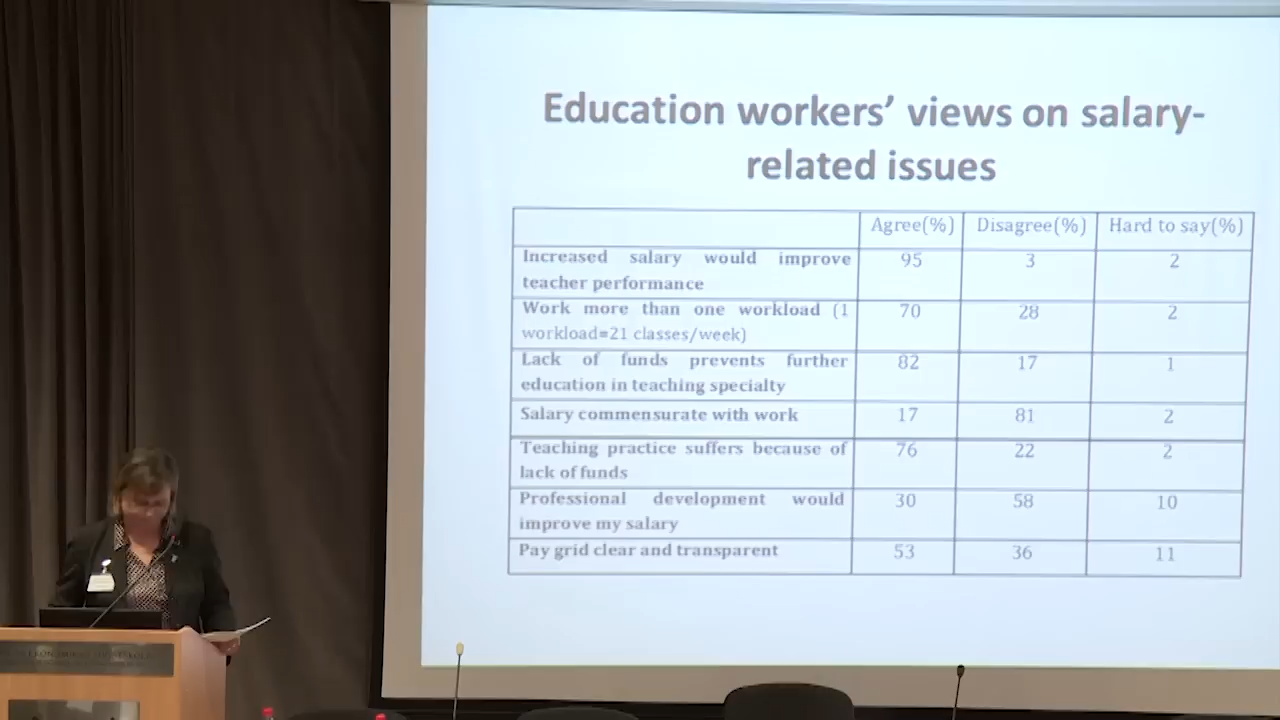 Education workers’ views on salary-
related issues
Agree(%) Disagree(%) Hard to say(%)
Increased salary would improve
teacher performance 95 3 2
Work more than one workload (1
workload=21 classes/week) 70 28 2
Lack of funds prevents further
education in teaching specialty 82 17 1
Salary commensurate with work 17 81 2
Teaching practice suffers because of
lack of funds 76 22 2
Professional development would
improve my salary 30 58 10
Pay grid clear and transparent 53 36 11